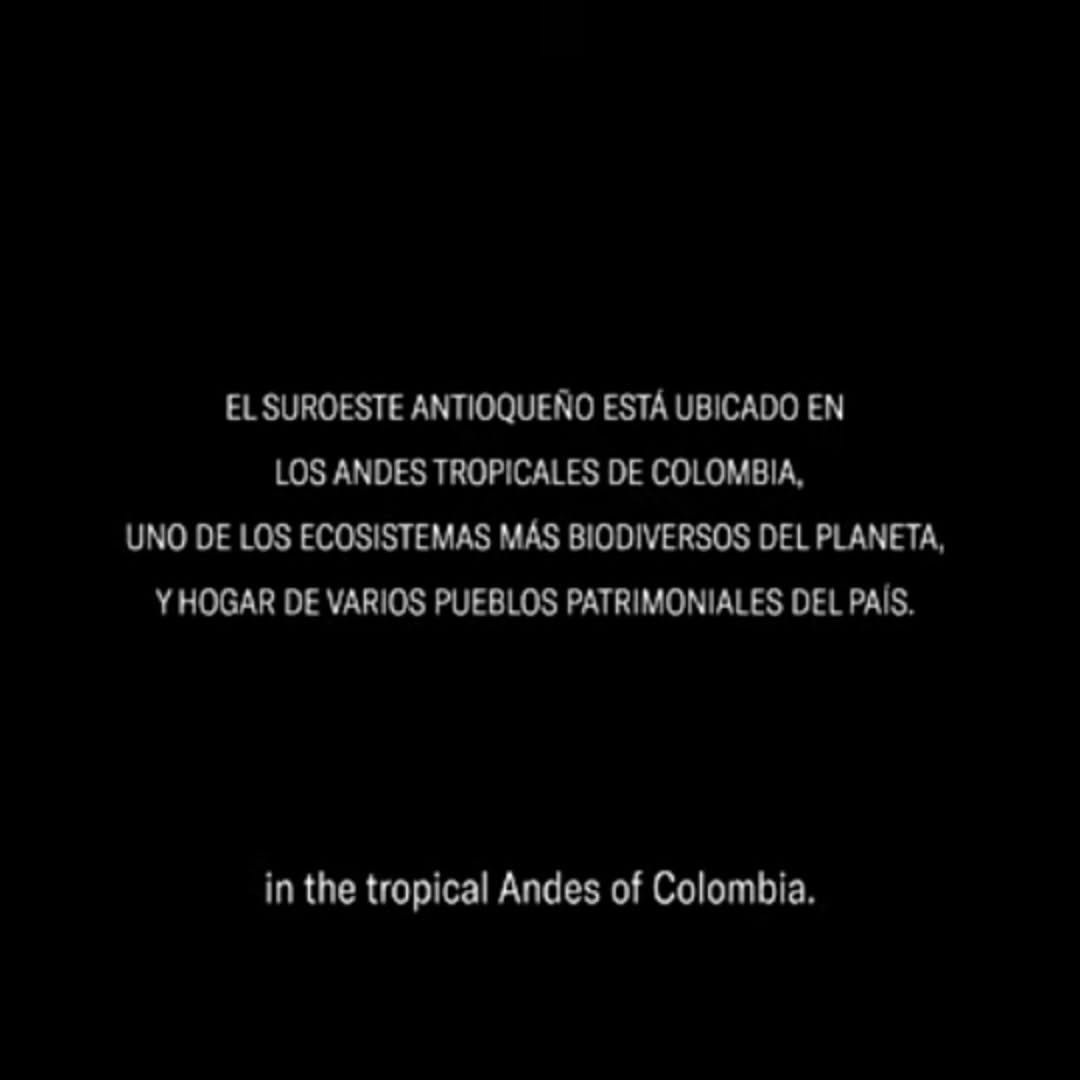 EL SUROESTE ANTIOQUEÑO ESTÁ UBICADO EN
LOS ANDES TROPICALES DE COLOMBIA,
UNO DE LOS ECOSISTEMAS MÁS BIODIVERSOS DEL PLANETA,
Y HOGAR DE VARIOS PUEBLOS PATRIMONIALES DEL PAÍS.
in the tropical Andes of Colombia.